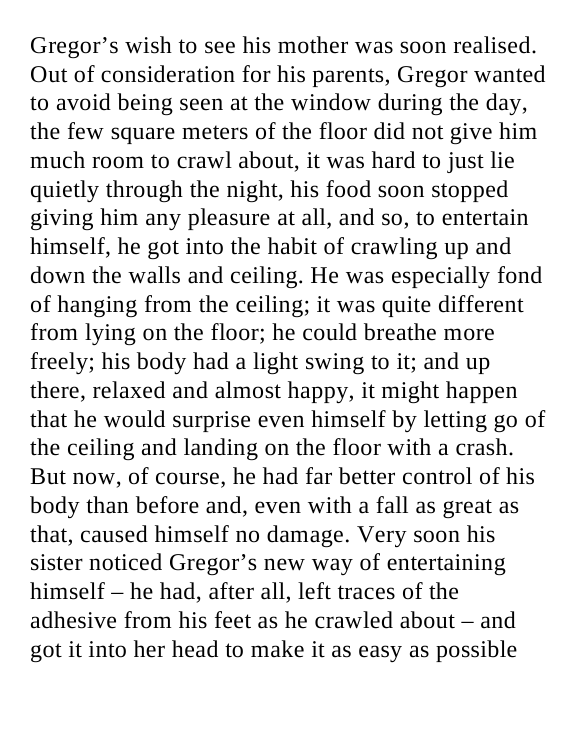 Gregor’s wish to see his mother was soon realised.
Out of consideration for his parents, Gregor wanted
to avoid being seen at the window during the day,
the few square meters of the floor did not give him
much room to crawl about, it was hard to just lie
quietly through the night, his food soon stopped
giving him any pleasure at all, and so, to entertain
himself, he got into the habit of crawling up and
down the walls and ceiling. He was especially fond
of hanging from the ceiling; it was quite different
from lying on the floor; he could breathe more
freely; his body had a light swing to it; and up
there, relaxed and almost happy, it might happen
that he would surprise even himself by letting go of
the ceiling and landing on the floor with a crash.
But now, of course, he had far better control of his
body than before and, even with a fall as great as
that, caused himself no damage. Very soon his
sister noticed Gregor’s new way of entertaining
himself – he had, after all, left traces of the
adhesive from his feet as he crawled about – and
got it into her head to make it as easy as possible